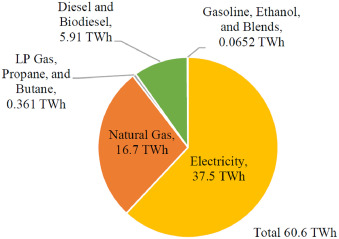 Diesel and
Biodiesel,
5.91 TWh
Gasoline, Ethanol,
and Blends,
0.0652 TWh
LP Gas,
Propane, and
Butane,
0.361 TWh
Natural Gas,
16.7 TWh
Electricity,
37.5 TWh
Total 60.6 TWh